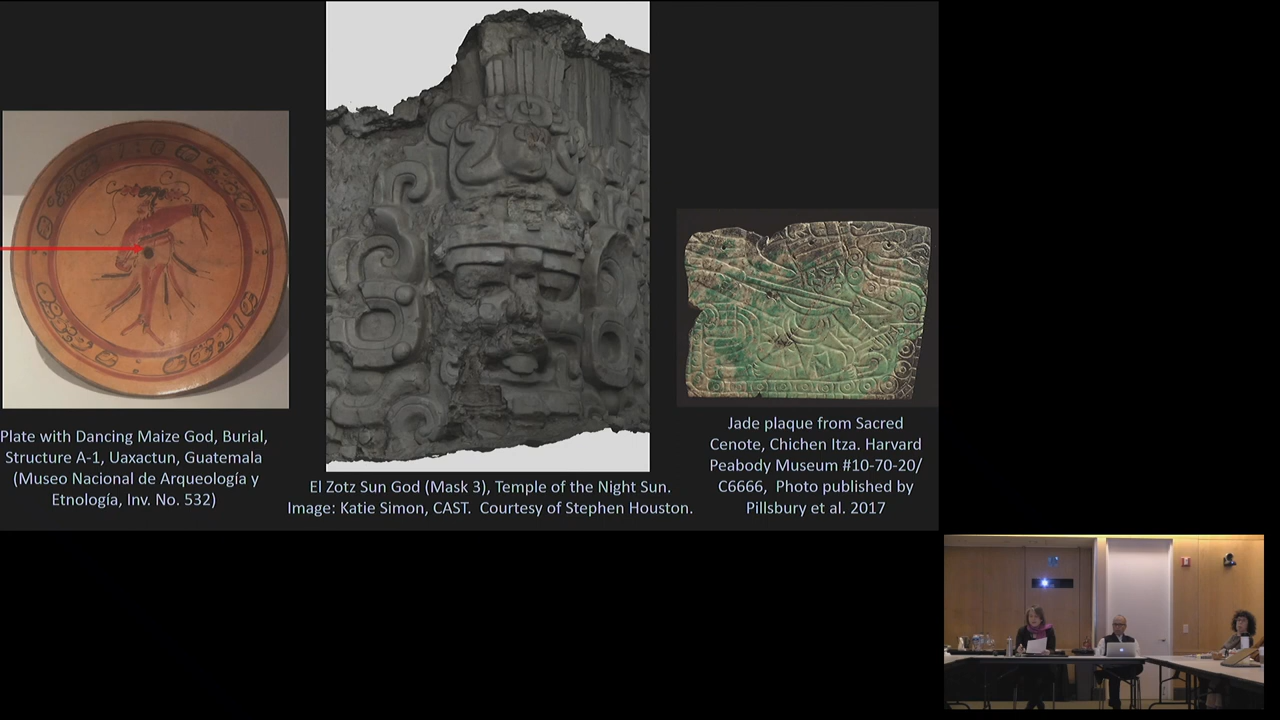 Plate with Dancing Maize God, Burial,
Structure A-1, Uaxactun, Guatemala
(Museo Nacional de Arqueología y
Etnología, Inv. No. 532)
El Zotz Sun God (Mask 3), Temple of the Night Sun.
Image: Katie Simon, CAST.  Courtesy of Stephen Houston.
Jade plaque from Sacred
Cenote, Chichen Itza. Harvard
Peabody Museum #10-70-20/
C6666,  Photo published by
Pillsbury et al. 2017